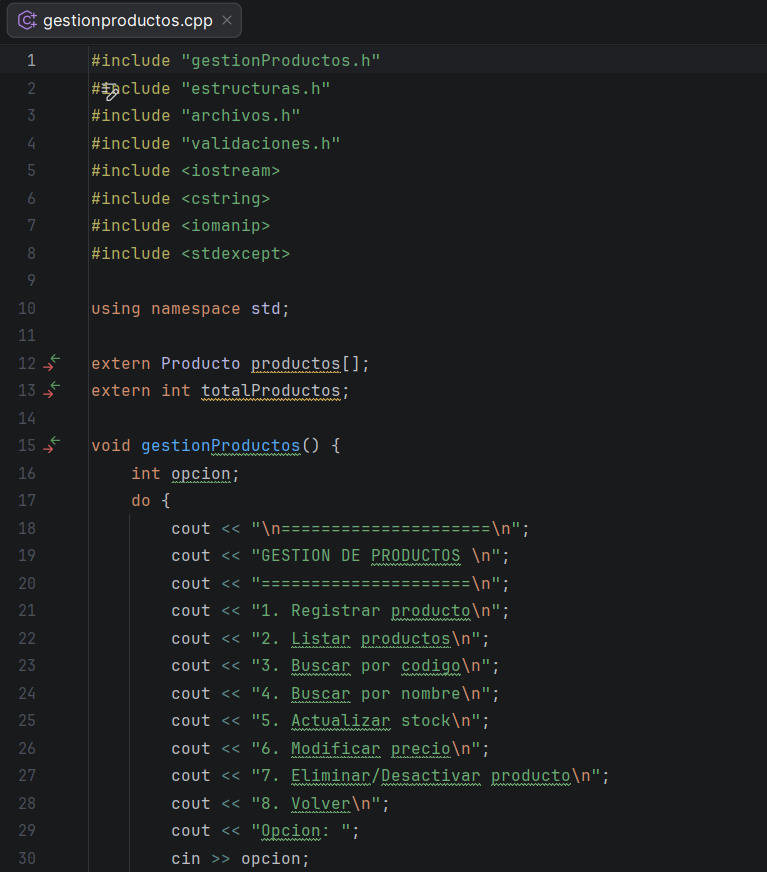 gestionproductos.cpp
1 #include "gestionProductos.h"
2 #include "estructuras.h"
3 #include "archivos.h"
4 #include "validaciones.h"
5 #include <iostream>
6 #include <cstring>
7 #include <iomanip>
8 #include <stdexcept>
9
10 using namespace std;
11
12 extern Producto productos[];
13 extern int totalProductos;
14
15 void gestionProductos() {
16     int opcion;
17     do {
18         cout << "\n=====================\n";
19         cout << "GESTION DE PRODUCTOS \n";
20         cout << "=====================\n";
21         cout << "1. Registrar producto\n";
22         cout << "2. Listar productos\n";
23         cout << "3. Buscar por codigo\n";
24         cout << "4. Buscar por nombre\n";
25         cout << "5. Actualizar stock\n";
26         cout << "6. Modificar precio\n";
27         cout << "7. Eliminar/Desactivar producto\n";
28         cout << "8. Volver\n";
29         cout << "Opcion: ";
30         cin >> opcion;